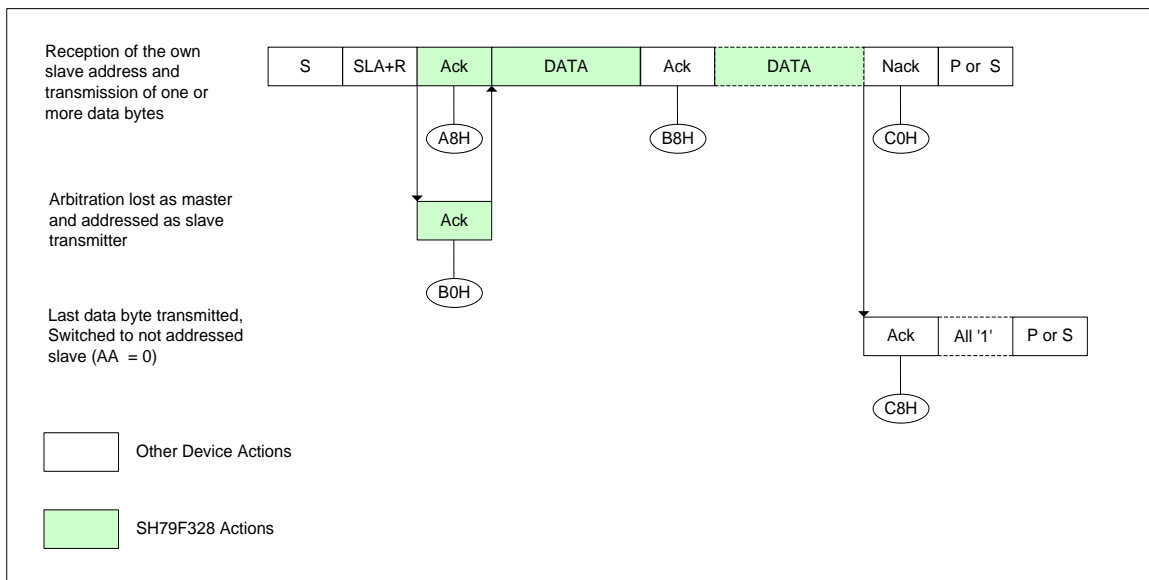 Reception of the own
slave address and
transmission of one or
more data bytes
S SLA+R Ack DATA Ack DATA Nack P or S
A8H B8H C0H
Arbitration lost as master
and addressed as slave
transmitter
Ack
B0H
Last data byte transmitted,
Switched to not addressed
slave (AA = 0)
Ack All '1' P or S
C8H
Other Device Actions
SH79F328 Actions